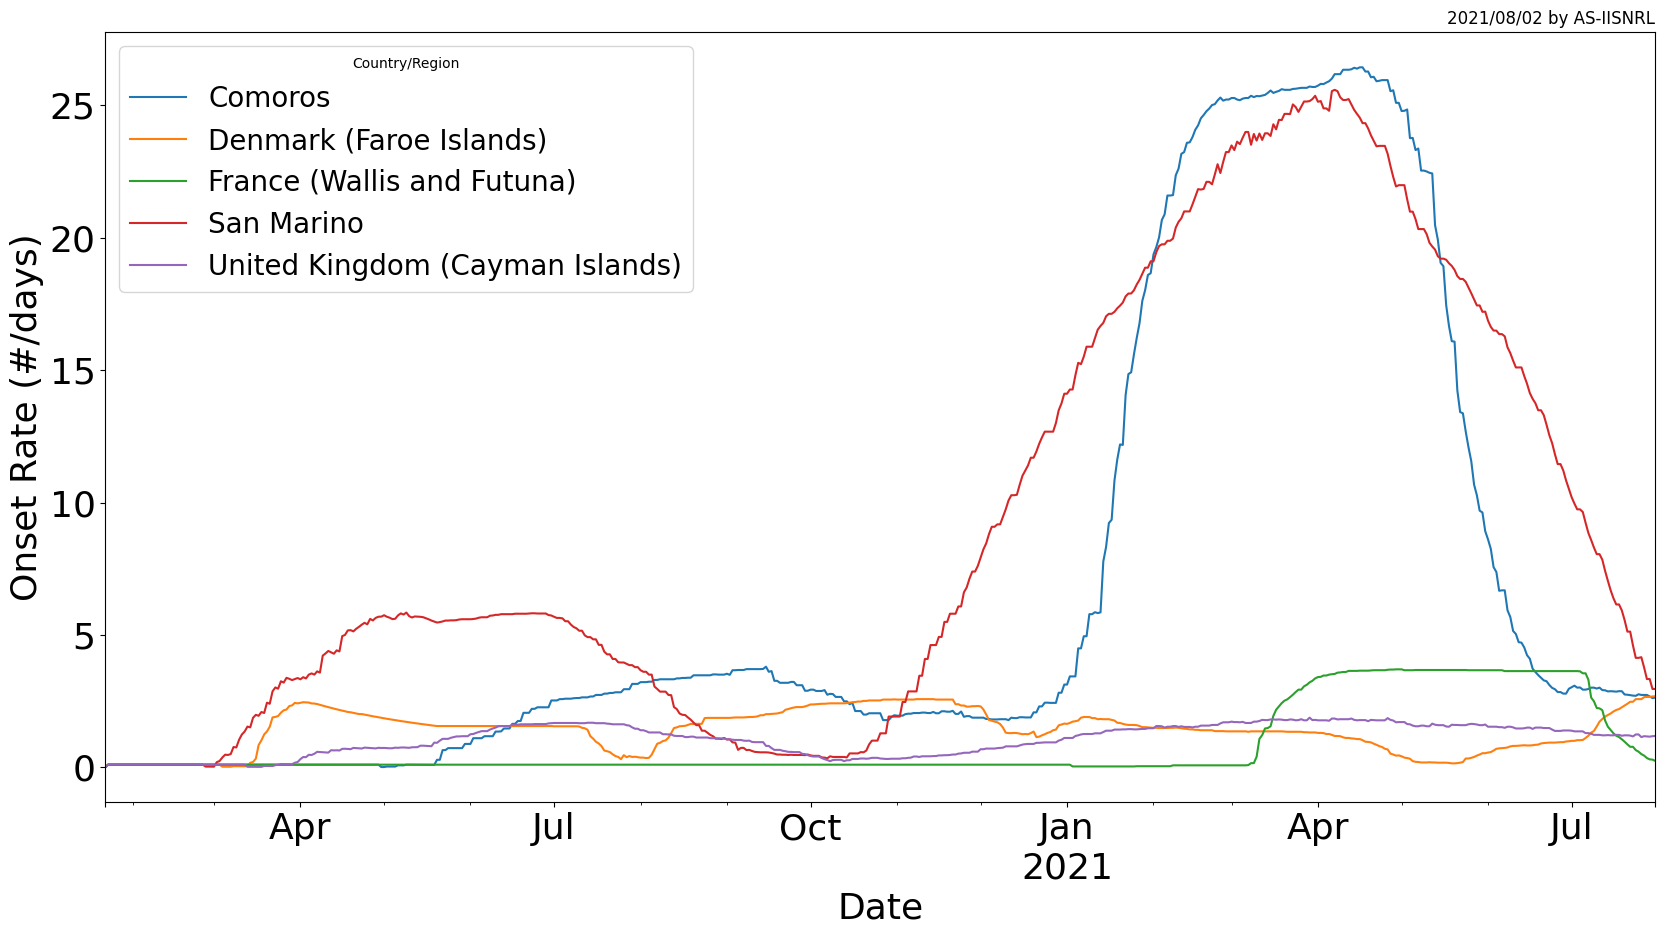 2021/08/02 by AS-IISNRL
Country/Region
Comoros
Denmark (Faroe Islands)
France (Wallis and Futuna)
San Marino
United Kingdom (Cayman Islands)
Onset Rate (#/days)
25
20
15
10
5
0
Apr
Jul
Oct
Jan
2021
Apr
Jul
Date